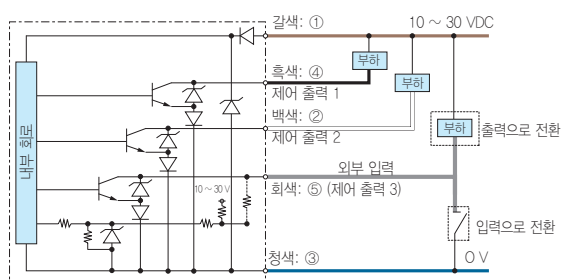 갈색: ①
10 ~ 30 VDC
부하
흑색: ④
제어 출력 1
부하
백색: ②
제어 출력 2
부하
출력으로 전환
내부 회로
외부 입력
10~30 V
회색: ⑤ (제어 출력 3)
입력으로 전환
청색: ③
0 V